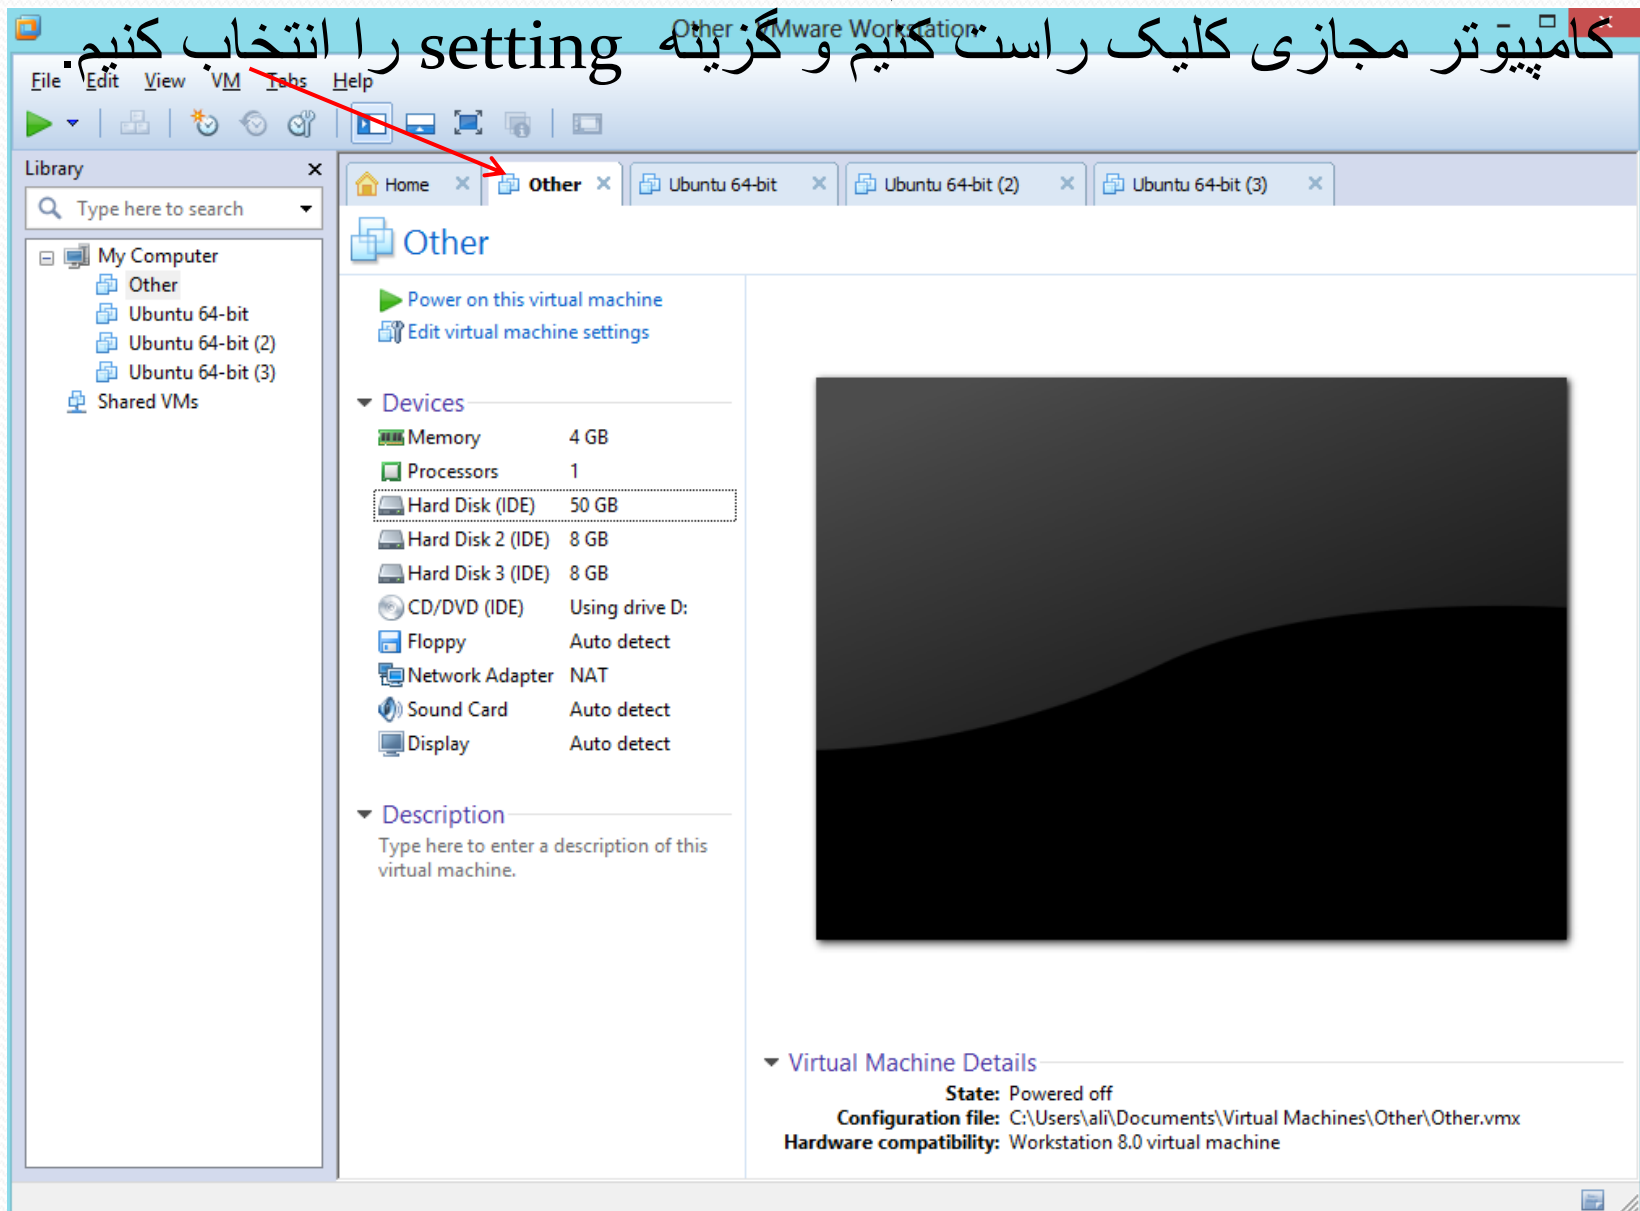 Other - VMware Workstation
کامپیوتر مجازی کلیک راست کنیم و گزینه setting را انتخاب کنیم.
File Edit View VM Tabs Help
Library
Type here to search
My Computer
Other
Ubuntu 64-bit
Ubuntu 64-bit (2)
Ubuntu 64-bit (3)
Shared VMs
Home Other Ubuntu 64-bit Ubuntu 64-bit (2) Ubuntu 64-bit (3)
Other
Power on this virtual machine
Edit virtual machine settings
Devices
Memory 4 GB
Processors 1
Hard Disk (IDE) 50 GB
Hard Disk 2 (IDE) 8 GB
Hard Disk 3 (IDE) 8 GB
CD/DVD (IDE) Using drive D:
Floppy Auto detect
Network Adapter NAT
Sound Card Auto detect
Display Auto detect
Description
Type here to enter a description of this
virtual machine.
Virtual Machine Details
State: Powered off
Configuration file: C:\Users\ali\Documents\Virtual Machines\Other\Other.vmx
Hardware compatibility: Workstation 8.0 virtual machine